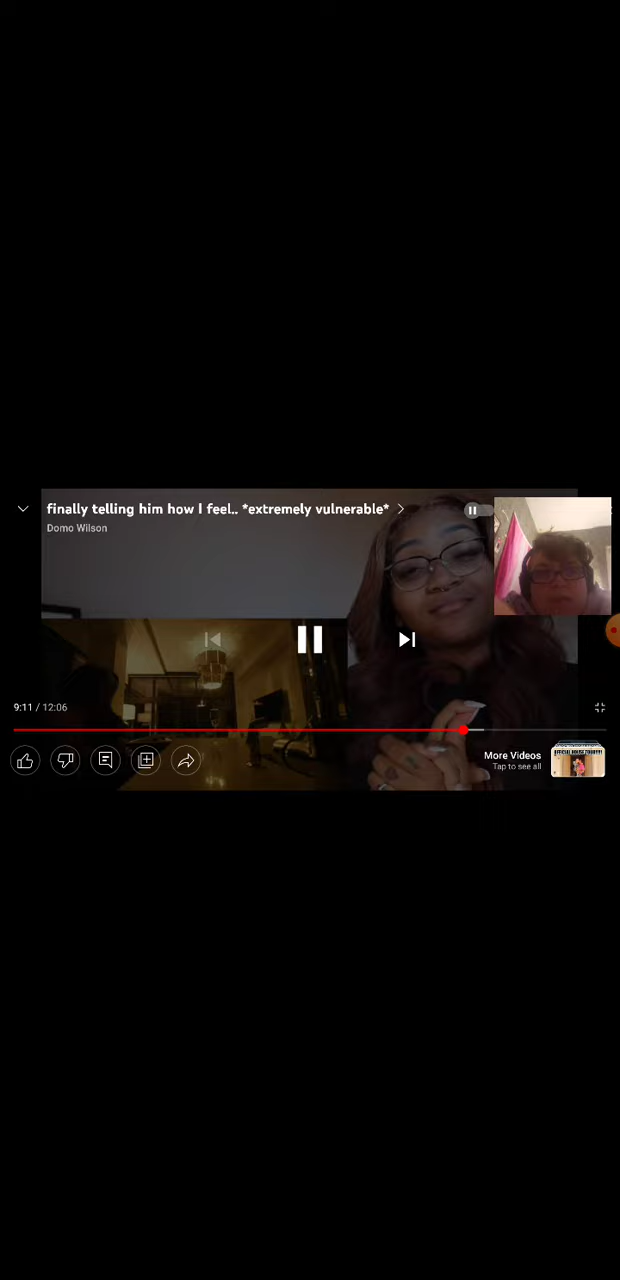 finally telling him how I feel.. *extremely vulnerable*
Domo Wilson
9:11 / 12:06
More Videos
Tap to see all